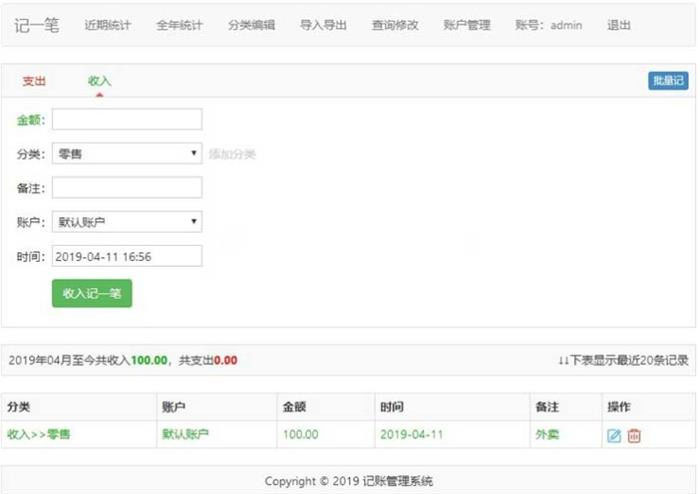 记一笔 近期统计 全年统计 分类编辑 导入导出 查询修改 账户管理 账号：admin 退出
支出 收入 批量记
金额：
分类： 零售 添加分类
备注：
账户： 默认账户
时间： 2019-04-11 16:56
收入记一笔
2019年04月至今共收入100.00，共支出0.00 ↓↓下表显示最近20条记录
分类 账户 金额 时间 备注 操作
收入>>零售 默认账户 100.00 2019-04-11 外卖
Copyright © 2019 记账管理系统